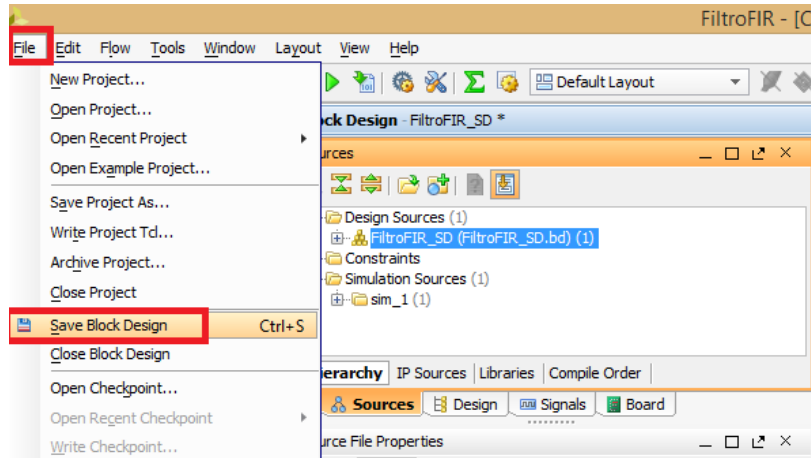 FiltroFIR - [C
File Edit Flow Tools Window Layout View Help
New Project...
Default Layout
Open Project...
ock Design - FiltroFIR_SD *
Open Recent Project
urces
Open Example Project...
Save Project As...
Design Sources (1)
Write Project Tcl...
FiltroFIR_SD (FiltroFIR_SD.bd) (1)
Archive Project...
Constraints
Simulation Sources (1)
Close Project
sim_1 (1)
Save Block Design Ctrl+S
Close Block Design
ierarchy IP Sources Libraries Compile Order
Open Checkpoint...
Sources Design Signals Board
Open Recent Checkpoint
urce File Properties
Write Checkpoint...